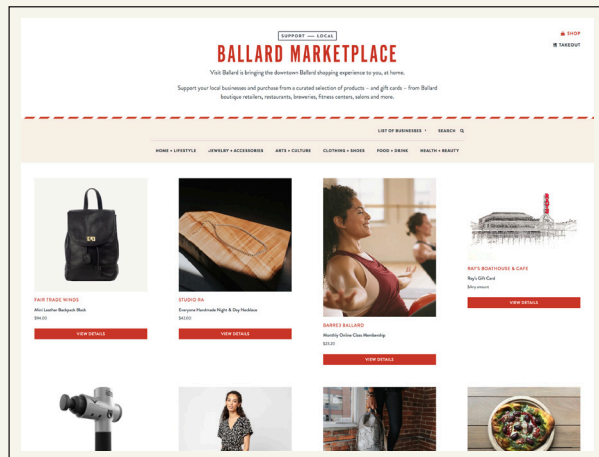 SUPPORT — LOCAL
SHOP
BALLARD MARKETPLACE
TAKEOUT
Visit Ballard is bringing the downtown Ballard shopping experience to you, at home.
Support your local businesses and purchase from a curated selection of products – and gift cards – from Ballard
boutique retailers, restaurants, breweries, fitness centers, salons and more.
LIST OF BUSINESSES
SEARCH
HOME + LIFESTYLE JEWELRY + ACCESSORIES ARTS + CULTURE CLOTHING + SHOES FOOD + DRINK HEALTH + BEAUTY
FAIR TRADE WINDS
Mini Leather Backpack Black
$94.00
VIEW DETAILS
STUDIO RA
Everyone Handmade Night & Day Necklace
$42.00
VIEW DETAILS
BARRE3 BALLARD
Monthly Online Class Membership
VIEW DETAILS
RAY'S BOATHOUSE & CAFE
Ray's Gift Card
$Any amount
VIEW DETAILS